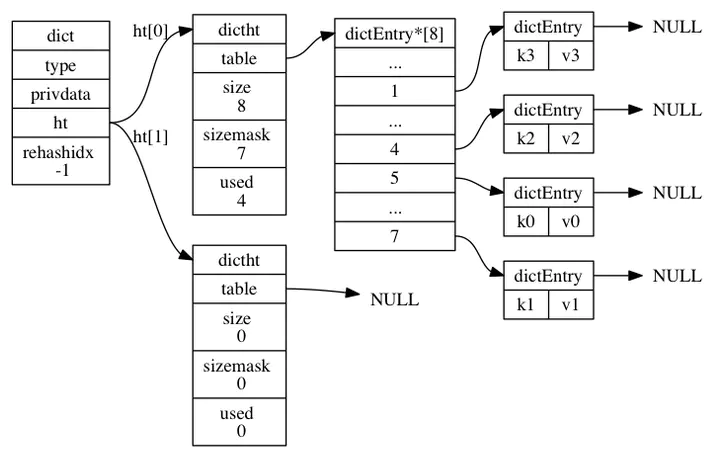 dict
type
privdata
ht
rehashidx
-1
ht[0]
ht[1]
dictht
table
size
8
sizemask
7
used
4
dictht
table
size
0
sizemask
0
used
0
dictEntry*[8]
...
1
...
4
5
...
7
NULL
dictEntry
k3 v3
NULL
dictEntry
k2 v2
NULL
dictEntry
k0 v0
NULL
dictEntry
k1 v1
NULL